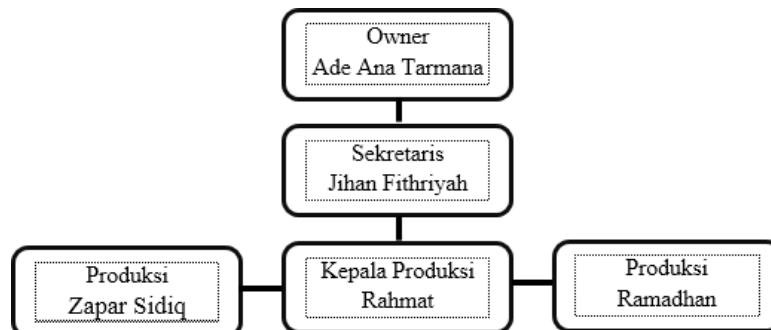 Owner
Ade Ana Tarmana
Sekretaris
Jihan Fithriyah
Produksi
Zapar Sidiq
Kepala Produksi
Rahmat
Produksi
Ramadhan